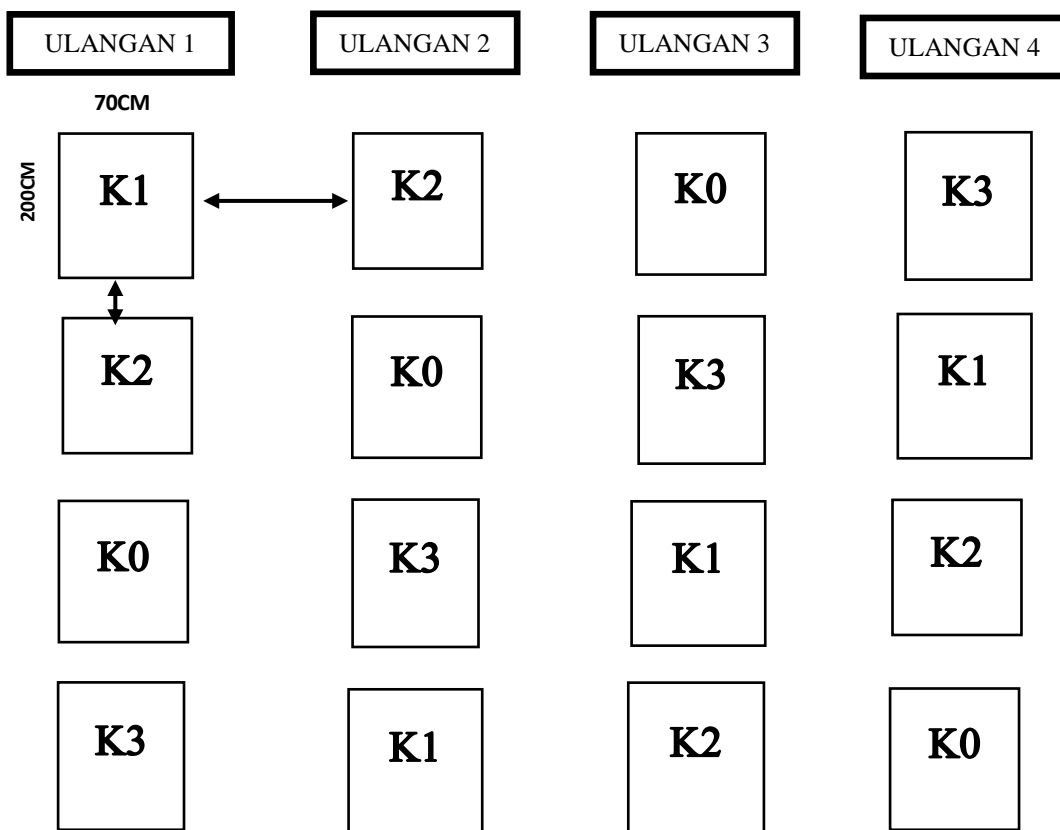 ULANGAN 1
ULANGAN 2
ULANGAN 3
ULANGAN 4
70CM
200CM
K1
K2
K0
K3
K2
K0
K3
K1
K0
K3
K1
K2
K3
K1
K2
K0